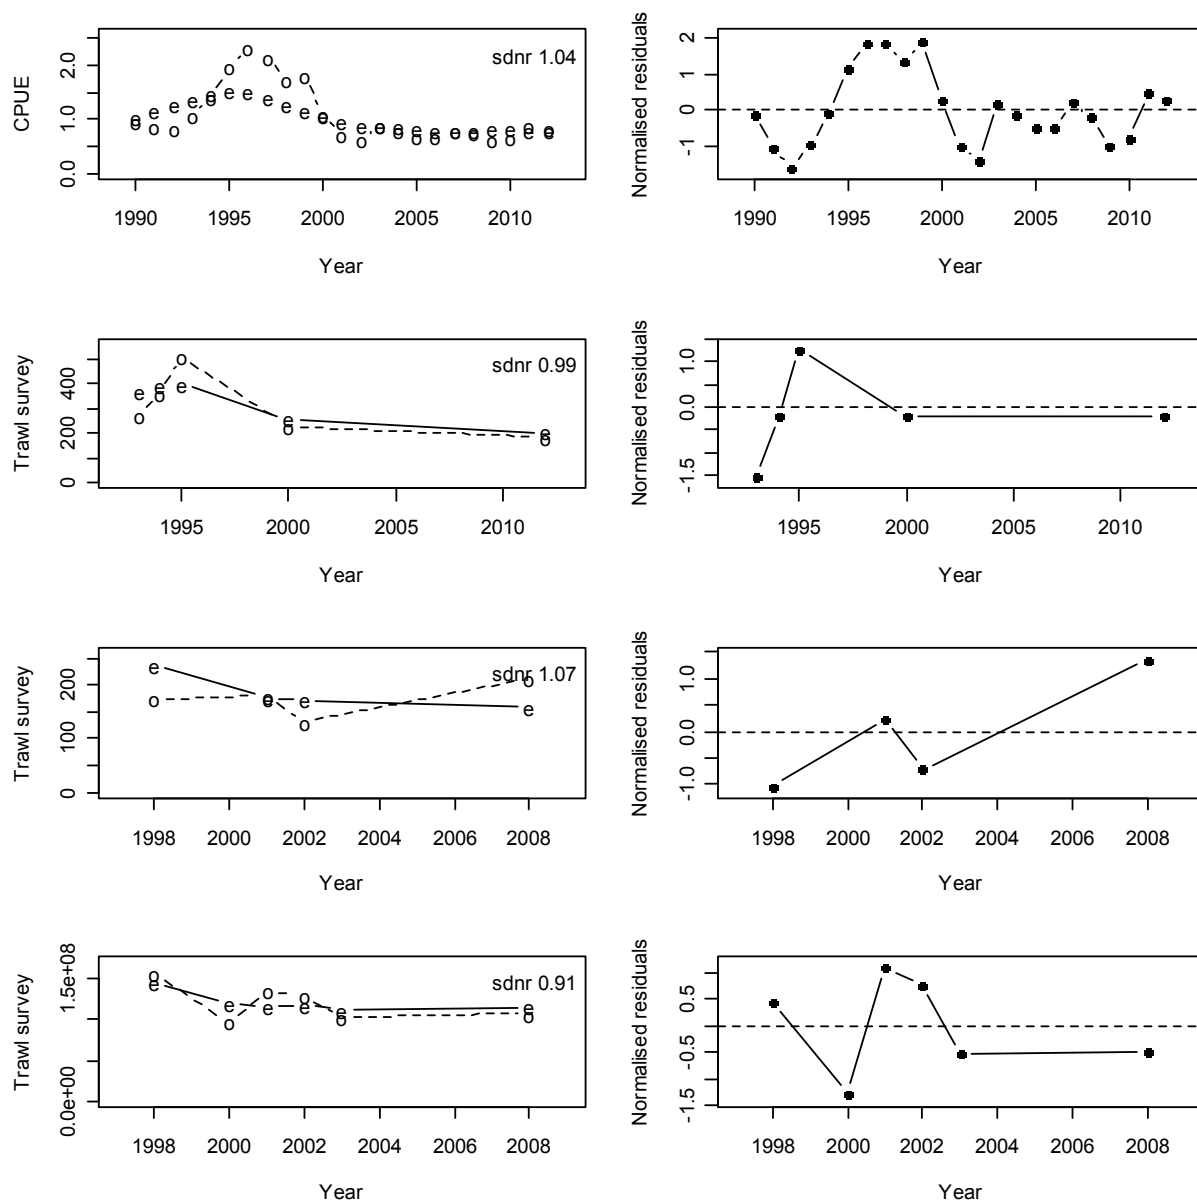 CPUE
0.0 1.0 2.0
sdnr 1.04
1990 1995 2000 2005 2010
Year
Normalised residuals
-1 0 1 2
1990 1995 2000 2005 2010
Year
Trawl survey
0 200 400
sdnr 0.99
1995 2000 2005 2010
Year
Normalised residuals
-1.5 0.0 1.0
1995 2000 2005 2010
Year
Trawl survey
0 100 200
sdnr 1.07
1998 2000 2002 2004 2006 2008
Year
Normalised residuals
-1.0 0.0 1.0
1998 2000 2002 2004 2006 2008
Year
Trawl survey
0.0e+00 1.5e+08
sdnr 0.91
1998 2000 2002 2004 2006 2008
Year
Normalised residuals
-1.5 -0.5 0.5
1998 2000 2002 2004 2006 2008
Year